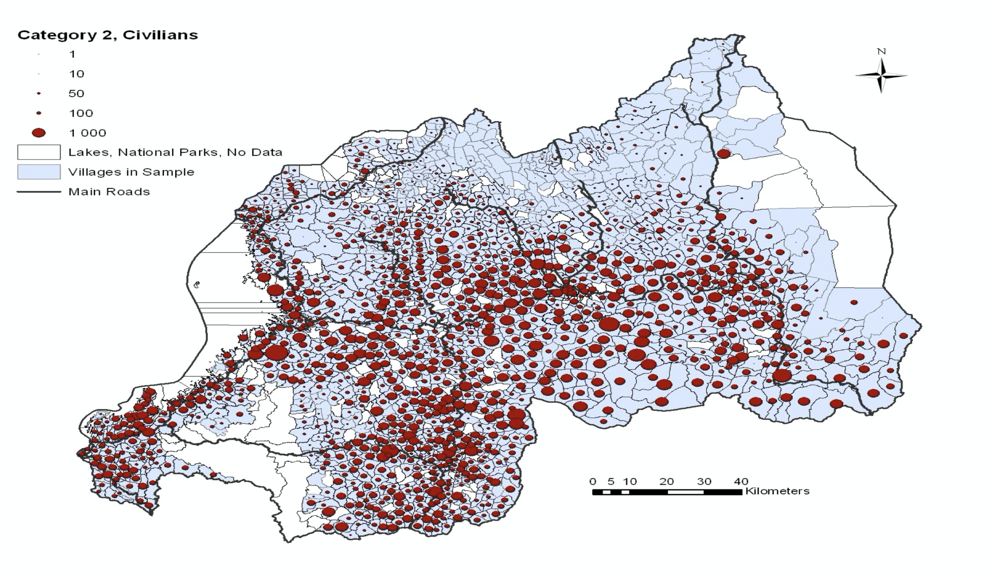 Category 2, Civilians
1
10
50
100
1 000
Lakes, National Parks, No Data
Villages in Sample
Main Roads
N
0 5 10 20 30 40
Kilometers